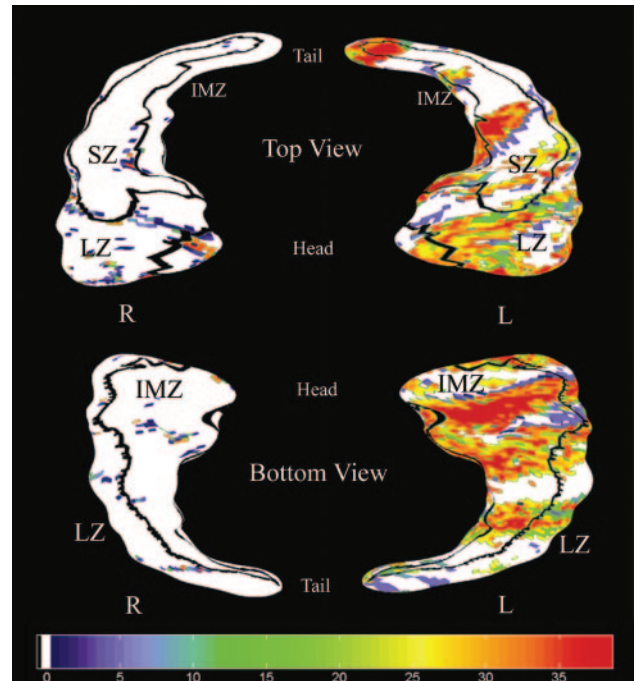 Tail
IMZ
IMZ
SZ
Top View
SZ
LZ
Head
LZ
R
L
IMZ
Head
IMZ
Bottom View
LZ
LZ
Tail
R
L
0 5 10 15 20 25 30 35